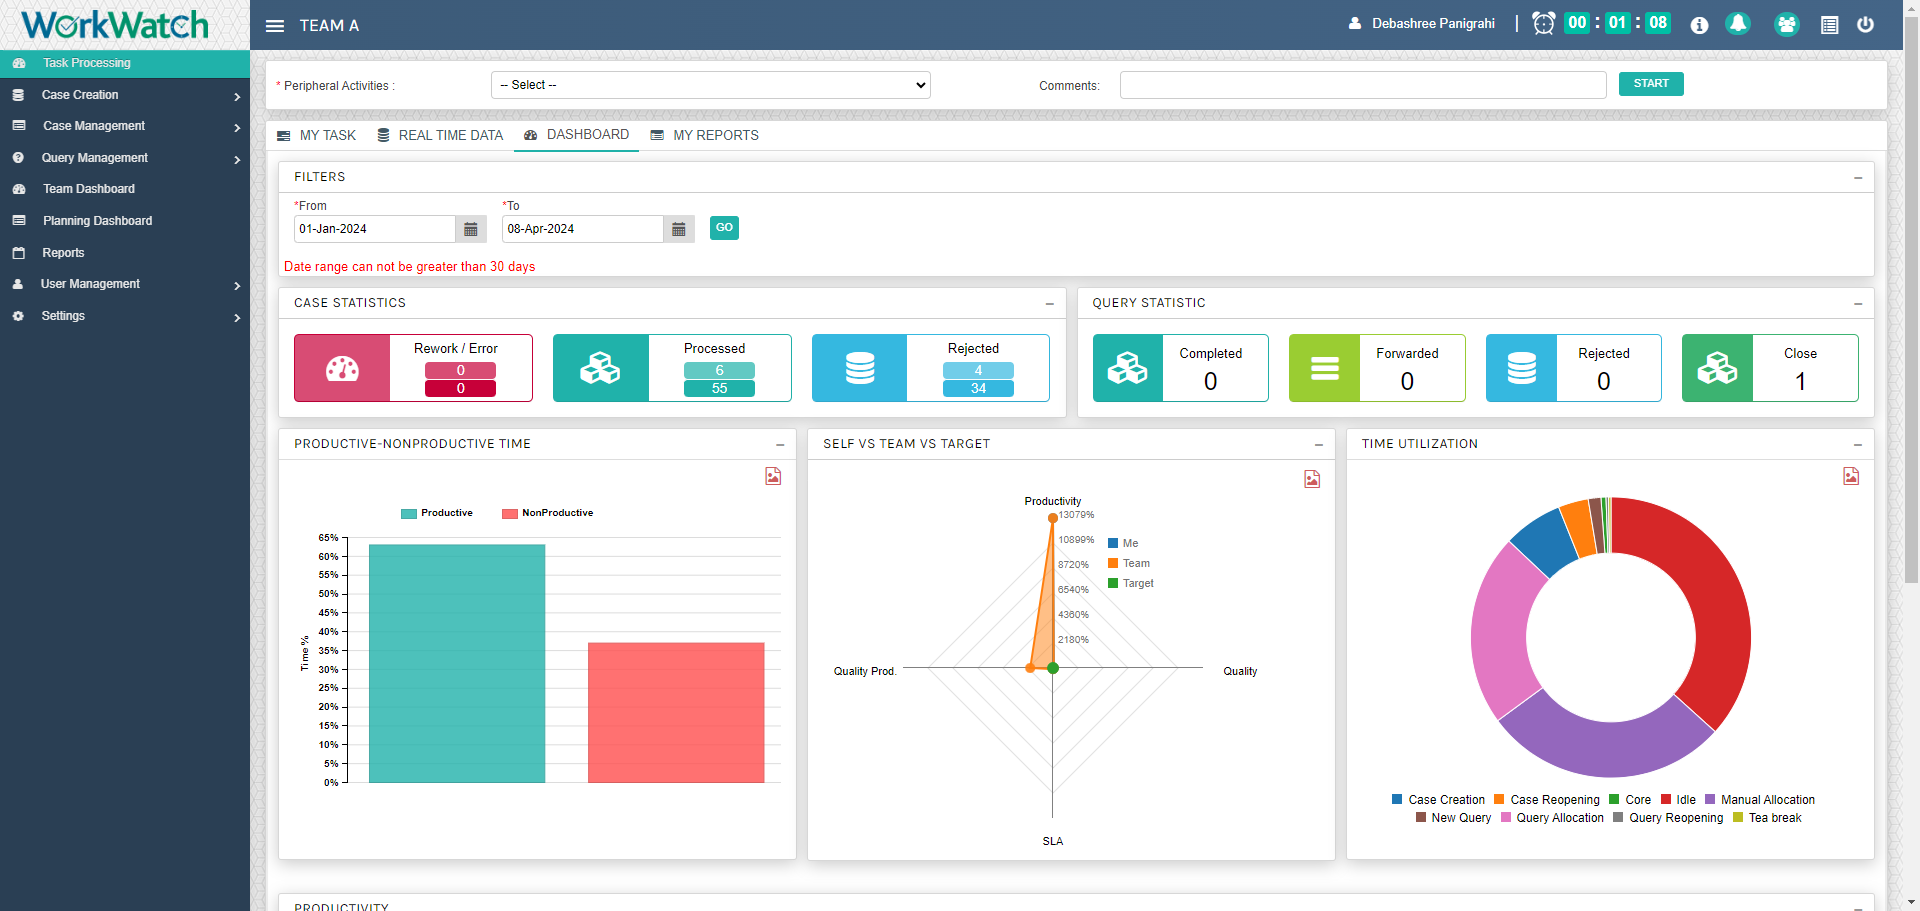 WorkWatch
TEAM A
Debashree Panigrahi | 00 : 01 : 08
Task Processing
Case Creation
Case Management
Query Management
Team Dashboard
Planning Dashboard
Reports
User Management
Settings
* Peripheral Activities :
-- Select --
Comments:
START
MY TASK
REAL TIME DATA
DASHBOARD
MY REPORTS
FILTERS
*From
*To
01-Jan-2024
08-Apr-2024
GO
Date range can not be greater than 30 days
CASE STATISTICS
Rework / Error
0
0
Processed
6
55
Rejected
4
34
QUERY STATISTIC
Completed
0
Forwarded
0
Rejected
0
Close
1
PRODUCTIVE-NONPRODUCTIVE TIME
Productive
NonProductive
65%
60%
55%
50%
45%
40%
35%
30%
25%
20%
15%
10%
5%
0%
Time %
SELF VS TEAM VS TARGET
Productivity
13079%
10899%
8720%
6540%
4360%
2180%
Me
Team
Target
Quality Prod.
Quality
SLA
TIME UTILIZATION
Case Creation
Case Reopening
Core
Idle
Manual Allocation
New Query
Query Allocation
Query Reopening
Tea break
PRODUCTIVITY